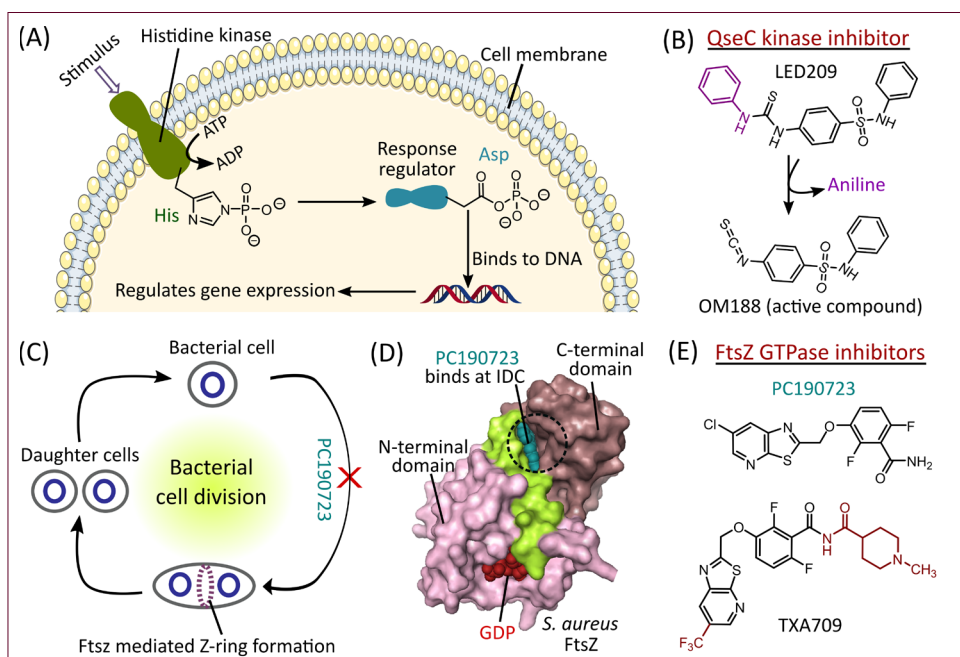 (A)
Stimulus
Histidine kinase
Cell membrane
ATP
ADP
Response
regulator
Asp
His
N
NH
P
O
O
O
⊖
⊖
O
O
P
O
O
O
⊖
⊖
Binds to DNA
Regulates gene expression
(B)
QseC kinase inhibitor
LED209
S
N
H
N
H
O
S
O
NH
Aniline
S
C
N
O
S
O
NH
OM188 (active compound)
(C)
Bacterial cell
Daughter cells
Bacterial
cell division
PC190723
X
Ftsz mediated Z-ring formation
(D)
PC190723
binds at IDC
C-terminal
domain
N-terminal
domain
GDP
S. aureus
FtsZ
(E)
FtsZ GTPase inhibitors
PC190723
Cl
N
N
S
O
F
F
O
NH₂
O
F
O
O
NH
F
N
CH₃
N
S
N
F₃C
TXA709